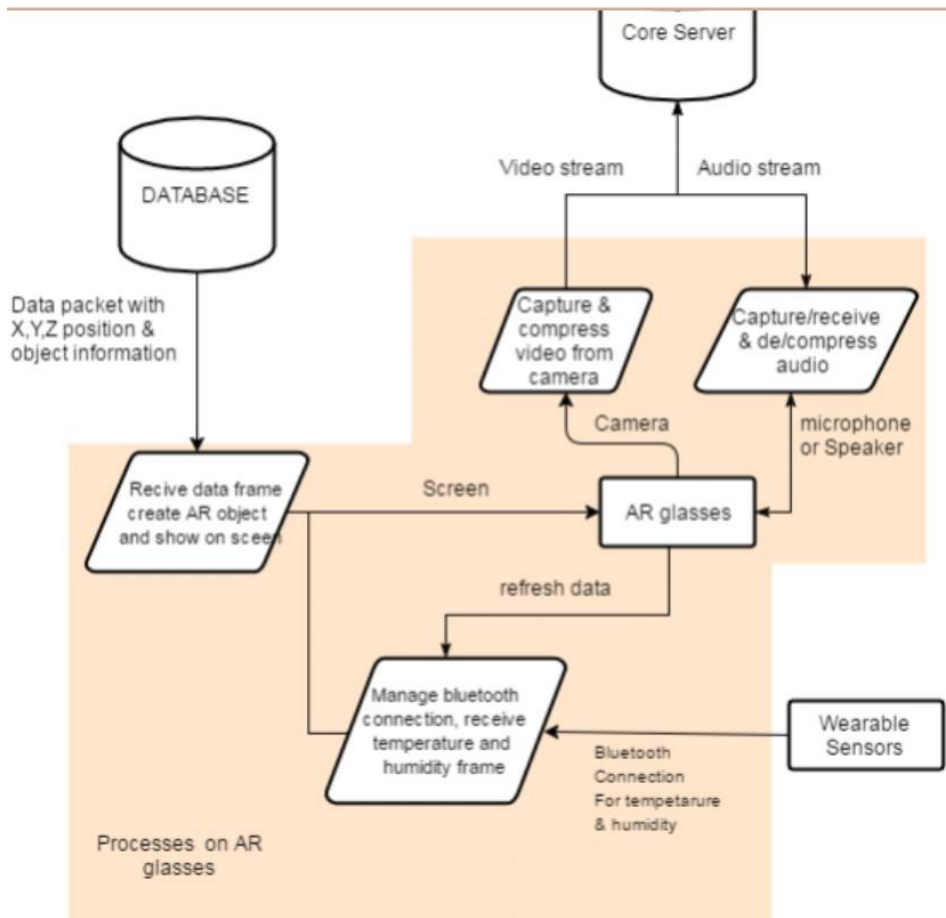 Core Server
Video stream
Audio stream
DATABASE
Data packet with
X,Y,Z position &
object information
Capture &
compress
video from
camera
Capture/receive
& de/compress
audio
Camera
microphone
or Speaker
Recive data frame
create AR object
and show on sceen
Screen
AR glasses
refresh data
Manage bluetooth
connection, receive
temperature and
humidity frame
Wearable
Sensors
Bluetooth
Connection
For tempetarure
& humidity
Processes on AR
glasses